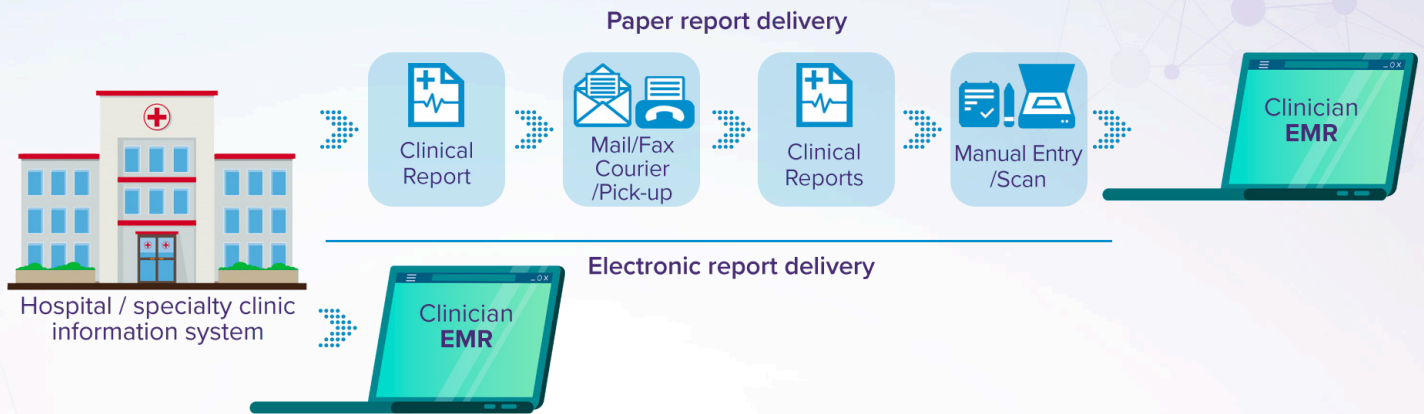 Paper report delivery
Clinical
Report
Mail/Fax
Courier
/Pick-up
Clinical
Reports
Manual Entry
/Scan
Clinician
EMR
Hospital / specialty clinic
information system
Electronic report delivery
Clinician
EMR